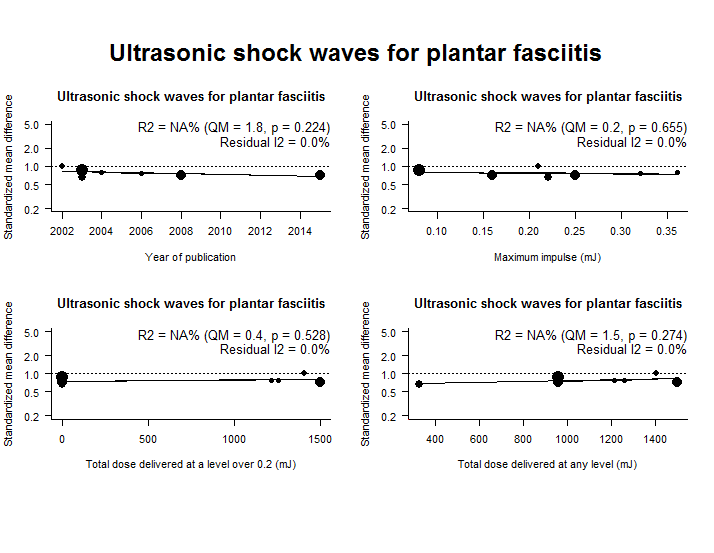 Ultrasonic shock waves for plantar fasciitis
Ultrasonic shock waves for plantar fasciitis
R2 = NA% (QM = 1.8, p = 0.224)
Residual I2 = 0.0%
Standardized mean difference
5.0
2.0
1.0
0.5
0.2
2002 2004 2006 2008 2010 2012 2014
Year of publication
Ultrasonic shock waves for plantar fasciitis
R2 = NA% (QM = 0.2, p = 0.655)
Residual I2 = 0.0%
Standardized mean difference
5.0
2.0
1.0
0.5
0.2
0.10 0.15 0.20 0.25 0.30 0.35
Maximum impulse (mJ)
Ultrasonic shock waves for plantar fasciitis
R2 = NA% (QM = 0.4, p = 0.528)
Residual I2 = 0.0%
Standardized mean difference
5.0
2.0
1.0
0.5
0.2
0 500 1000 1500
Total dose delivered at a level over 0.2 (mJ)
Ultrasonic shock waves for plantar fasciitis
R2 = NA% (QM = 1.5, p = 0.274)
Residual I2 = 0.0%
Standardized mean difference
5.0
2.0
1.0
0.5
0.2
400 600 800 1000 1200 1400
Total dose delivered at any level (mJ)